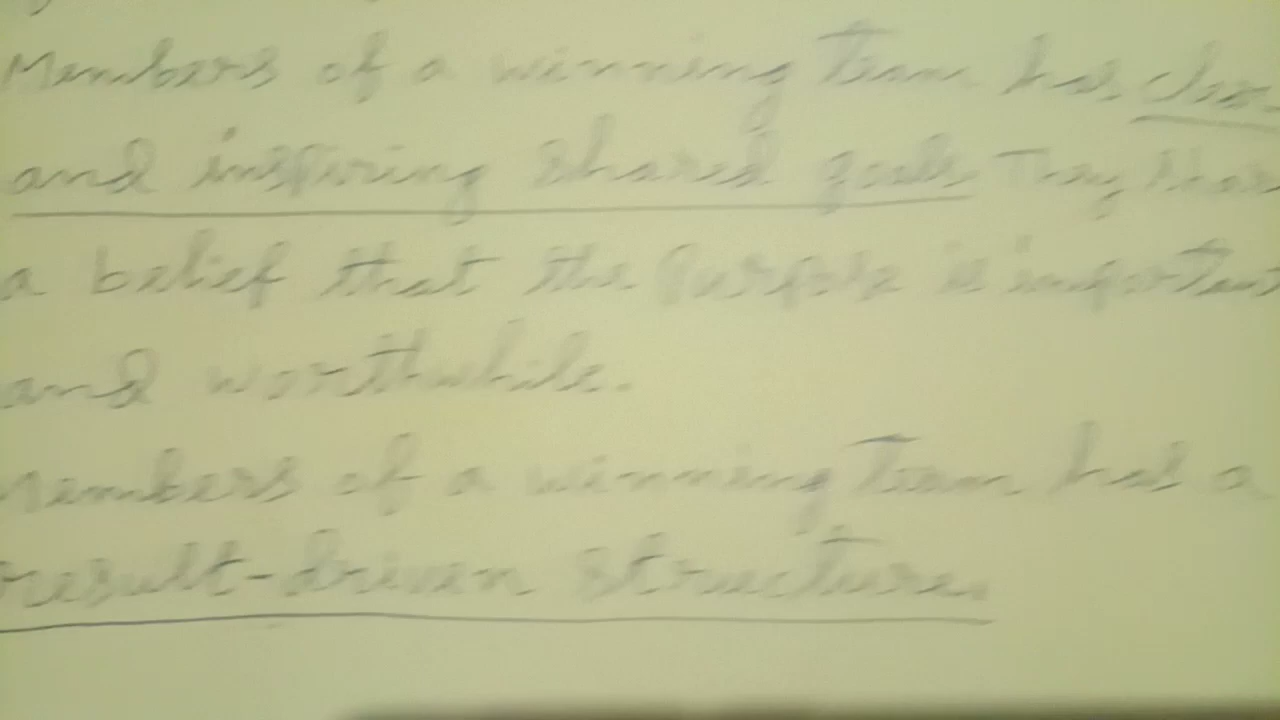 Members of a winning team has clear
and inspiring shared goals. They share
a belief that the purpose is important
and worthwhile.
Members of a winning team has a
result-driven structure.